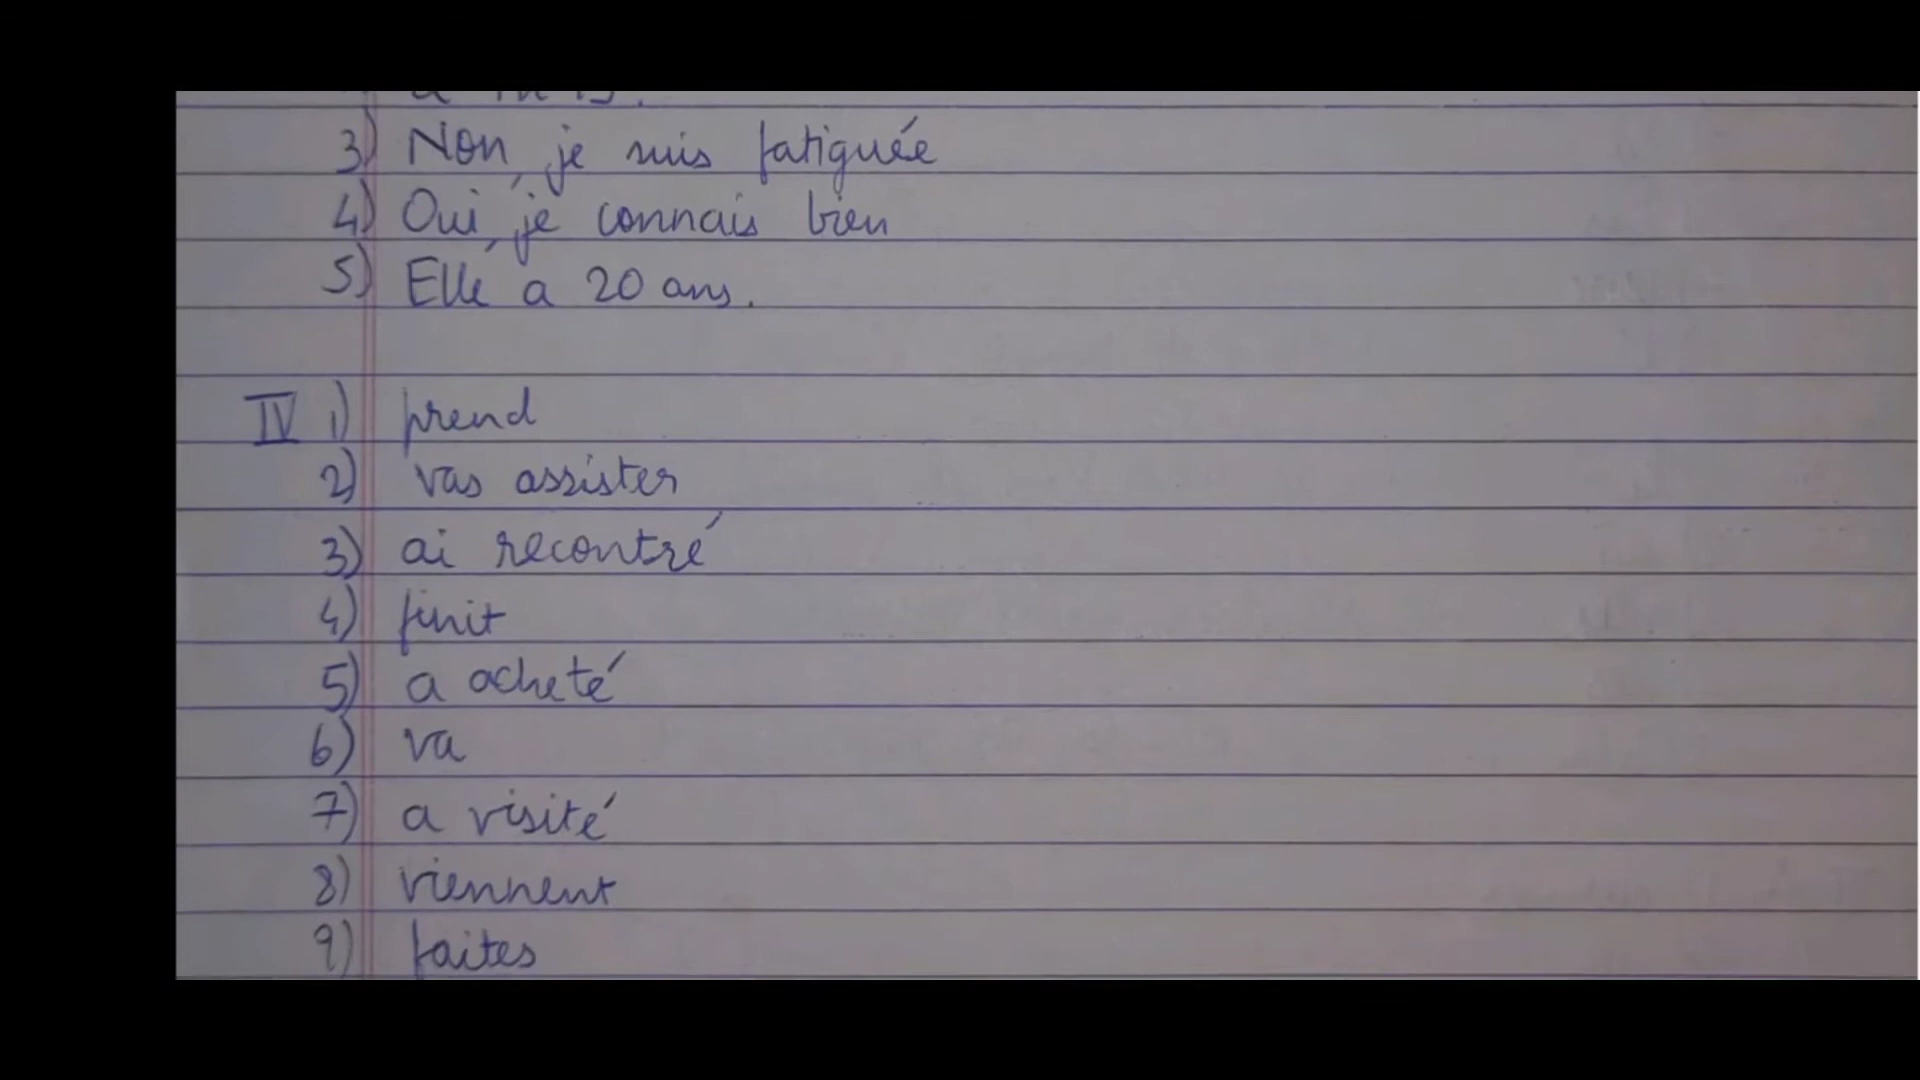 3) Non, je suis fatiguée
4) Oui, je connais bien
5) Elle a 20 ans.
IV 1) prend
2) vas assister
3) ai recontré
4) finit
5) a acheté
6) va
7) a visité
8) viennent
9) faites